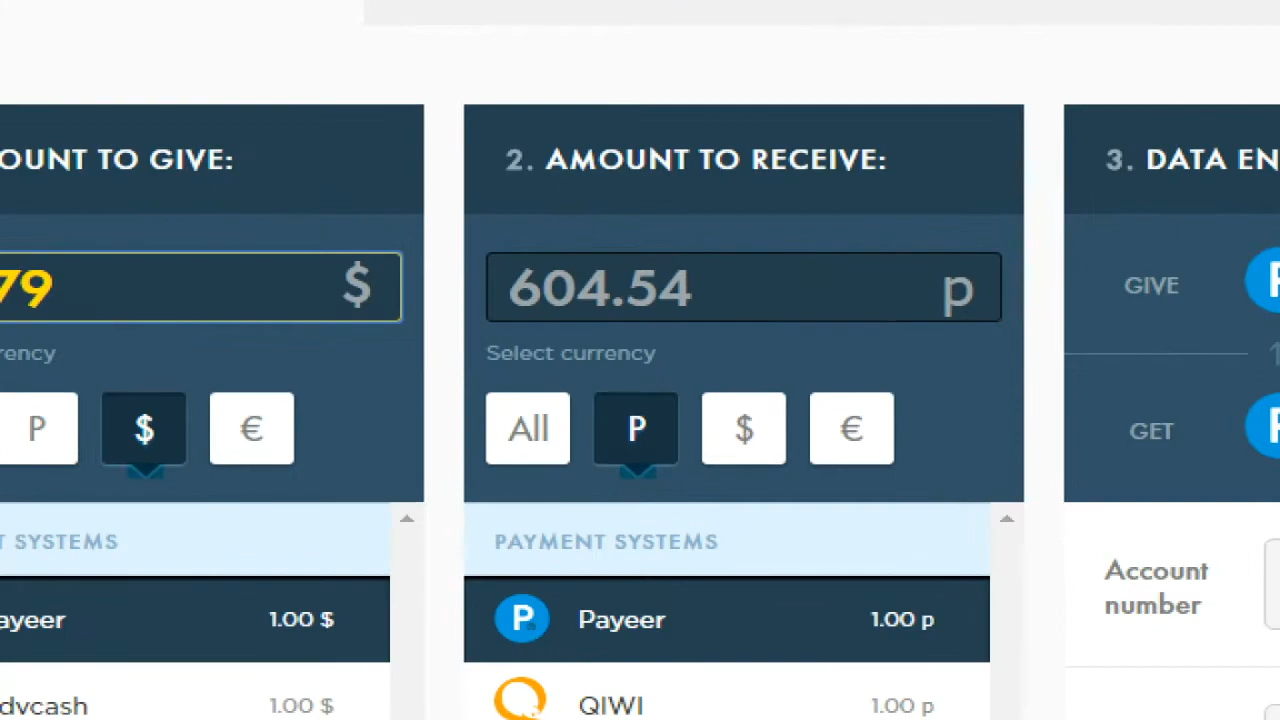 OUNT TO GIVE:
79 $
rency
P $ €
T SYSTEMS
ayeer 1.00 $
dvcash 1.00 $
2. AMOUNT TO RECEIVE:
604.54 p
Select currency
All P $ €
PAYMENT SYSTEMS
P Payeer 1.00 p
QIWI 1.00 p
3. DATA EN
GIVE P
GET P
Account
number